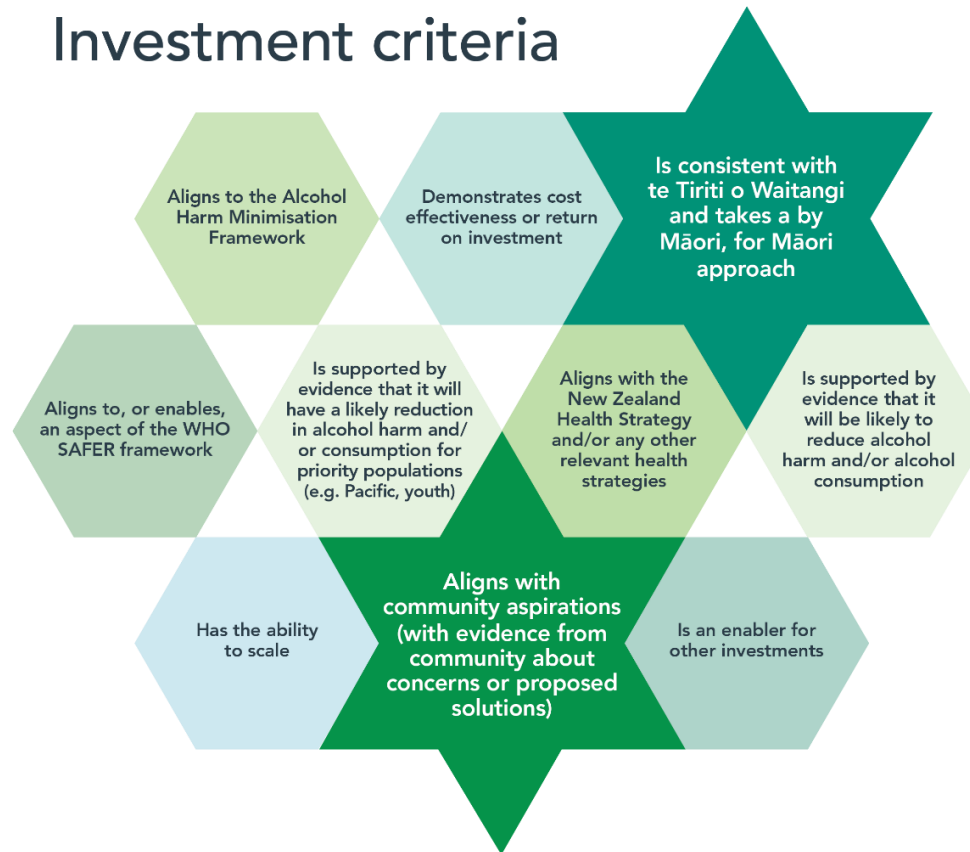 Investment criteria
Aligns to the Alcohol
Harm Minimisation
Framework
Demonstrates cost
effectiveness or return
on investment
Is consistent with
te Tiriti o Waitangi
and takes a by
Māori, for Māori
approach
Aligns to, or enables,
an aspect of the WHO
SAFER framework
Is supported by
evidence that it will
have a likely reduction
in alcohol harm and/
or consumption for
priority populations
(e.g. Pacific, youth)
Aligns with the
New Zealand
Health Strategy
and/or any other
relevant health
strategies
Is supported by
evidence that it
will be likely to
reduce alcohol
harm and/or alcohol
consumption
Has the ability
to scale
Aligns with
community aspirations
(with evidence from
community about
concerns or proposed
solutions)
Is an enabler for
other investments